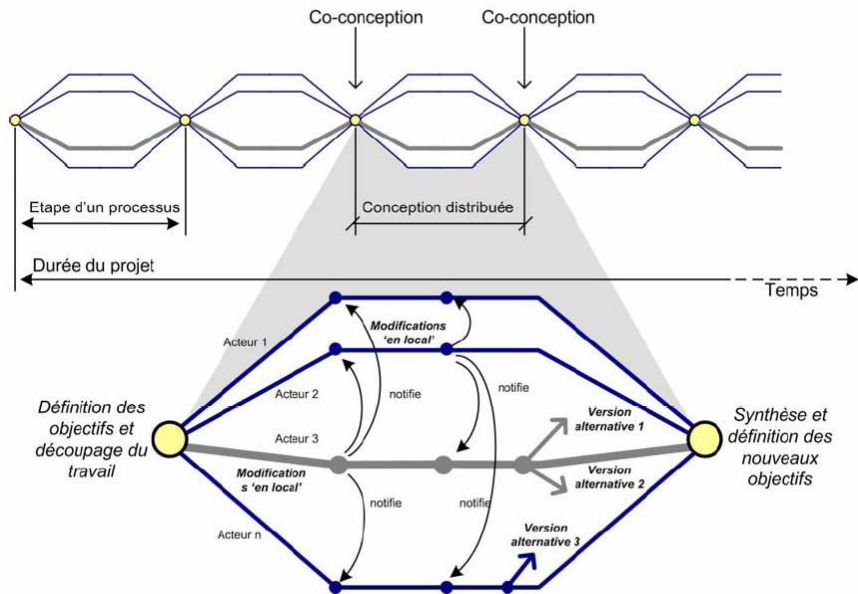 Co-conception
Co-conception
Etape d'un processus
Conception distribuée
Durée du projet
Temps
Acteur 1
Modifications
'en local'
Acteur 2
notifie
notifie
Définition des
objectifs et
découpage du
travail
Acteur 3
Modification
s 'en local'
Version
alternative 1
Version
alternative 2
Synthèse et
définition des
nouveaux
objectifs
notifie
notifie
Acteur n
Version
alternative 3